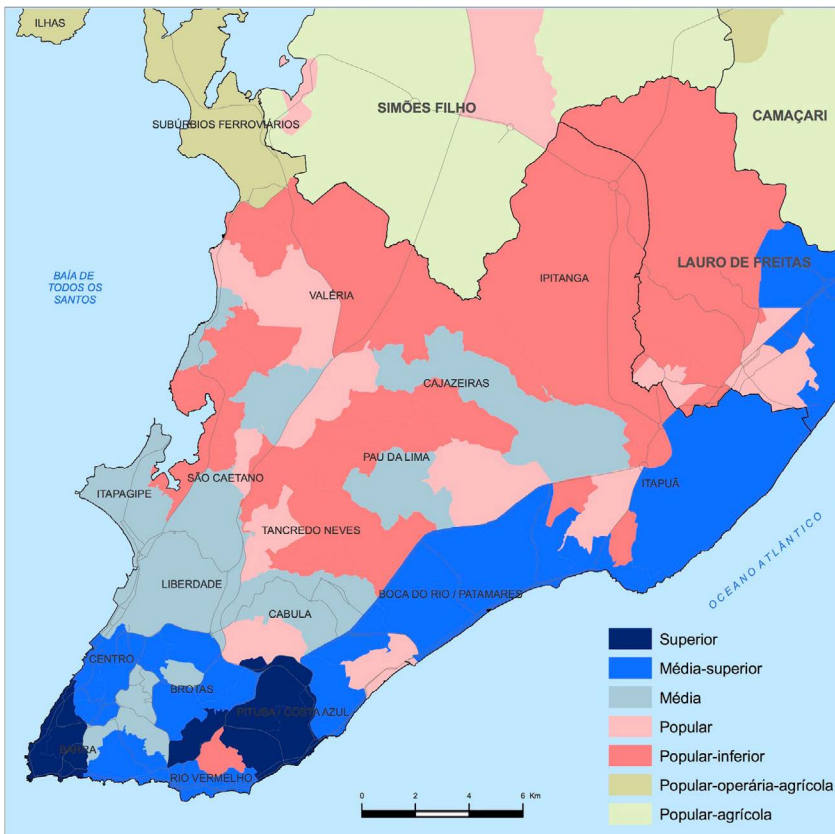 ILHAS
SUBÚRBIOS FERROVIÁRIOS
SIMÕES FILHO
CAMAÇARI
BAÍA DE
TODOS OS
SANTOS
VALÉRIA
IPITANGA
LAURO DE FREITAS
CAJAZEIRAS
PAU DA LIMA
SÃO CAETANO
ITAPAGIPE
ITAPUÃ
TANCREDO NEVES
LIBERDADE
CABULA
BOCA DO RIO / PATAMARES
OCEANO ATLÂNTICO
CENTRO
BROTAS
PITUBA / COSTA AZUL
BARRA
RIO VERMELHO
Superior
Média-superior
Média
Popular
Popular-inferior
Popular-operária-agrícola
Popular-agrícola
0 2 4 6 Km